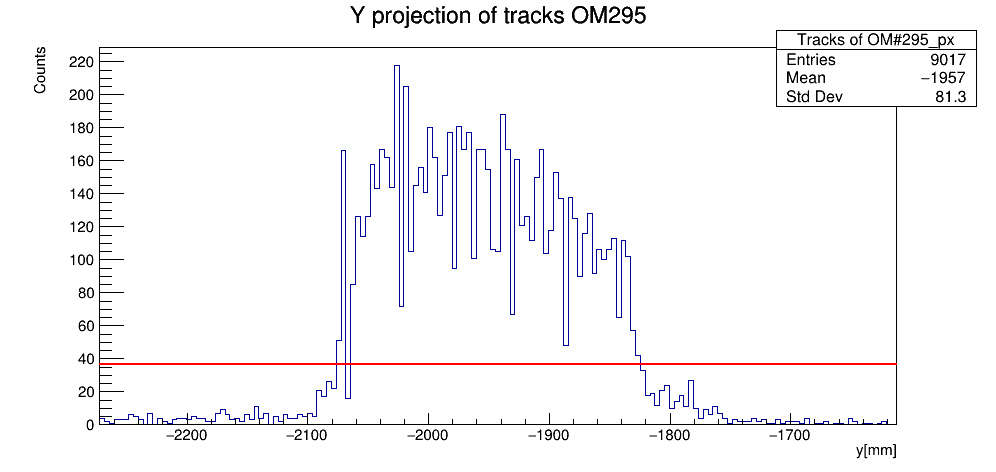 Y projection of tracks OM295
Counts
Tracks of OM#295_px
Entries 9017
Mean −1957
Std Dev 81.3
220
200
180
160
140
120
100
80
60
40
20
0
−2200 −2100 −2000 −1900 −1800 −1700
y[mm]